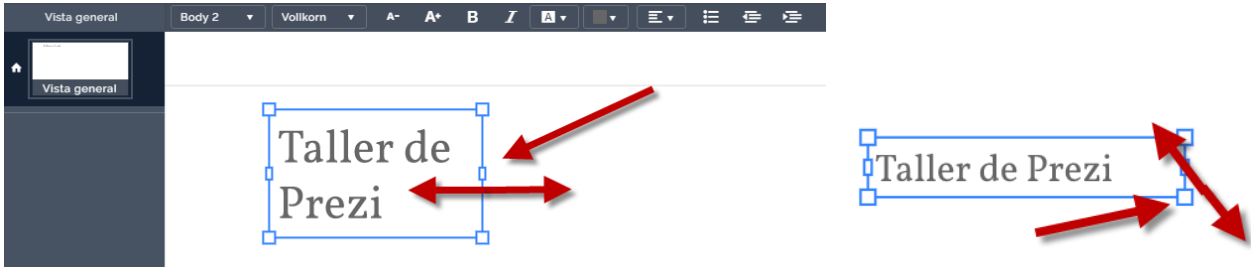 Vista general
Body 2
Vollkorn
A-
A+
B
I
A
Vista general
Taller de
Prezi
Taller de Prezi